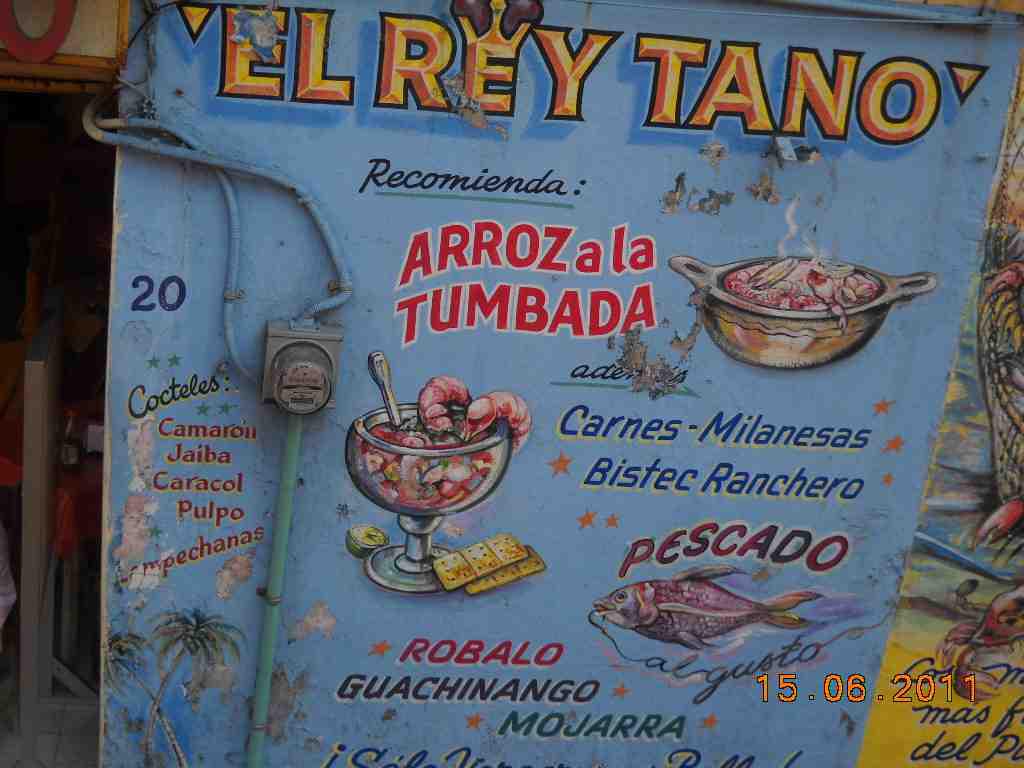 'EL REY TANO'
Recomienda:
ARROZ a la
TUMBADA
20
Cocteles:
Camarón
Jaiba
Caracol
Pulpo
Carnes - Milanesas
Bistec Ranchero
PESCADO
al gusto
ROBALO
GUACHINANGO
MOJARRA
¡Sólo
mas
del
15.06.2011